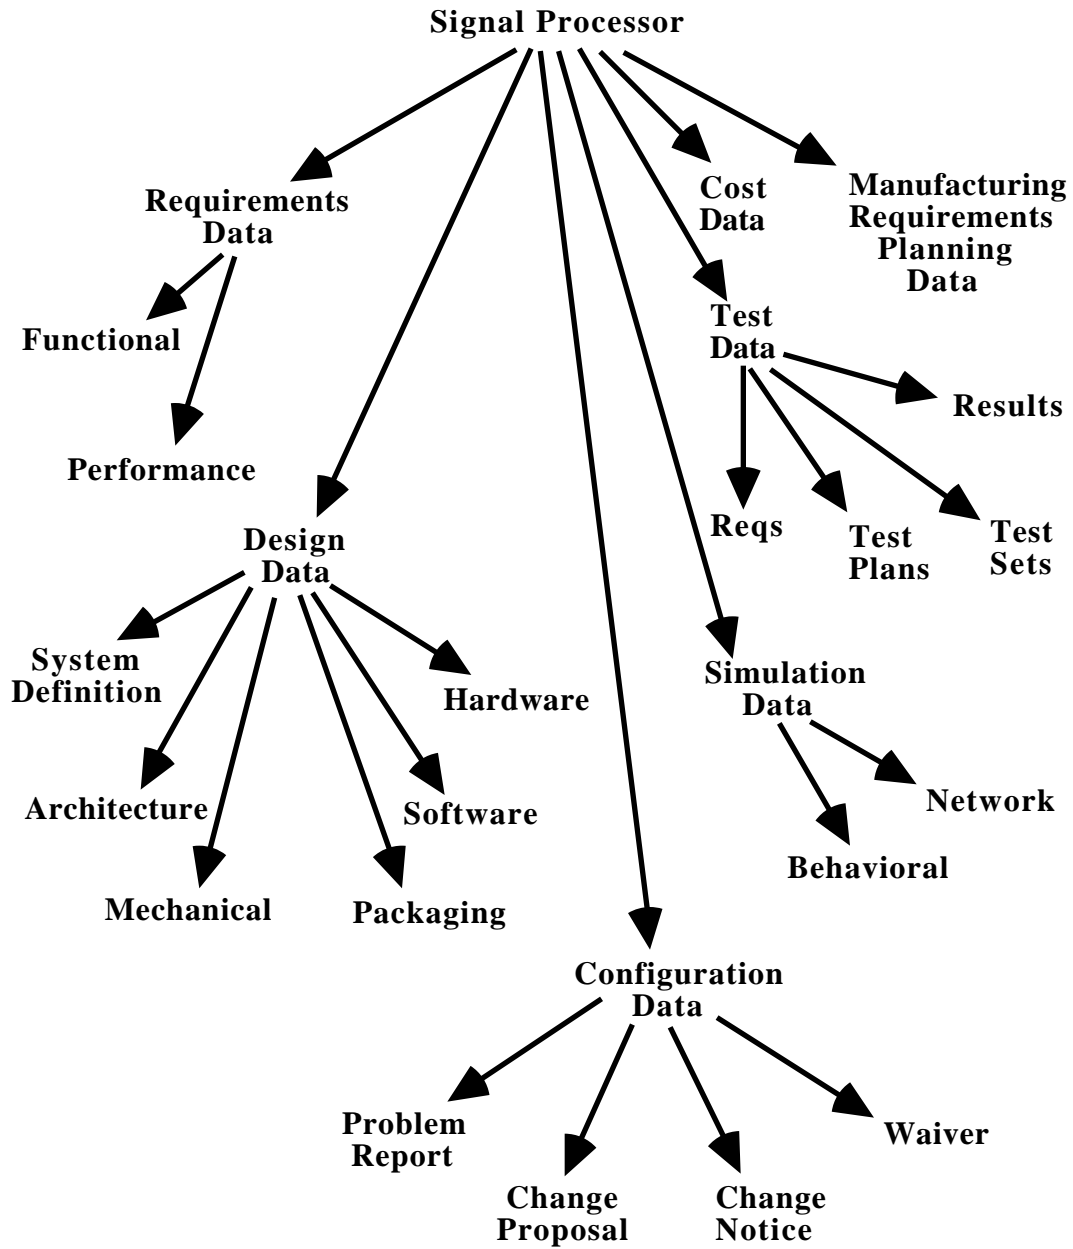 Signal Processor
Requirements
Data
Cost
Data
Manufacturing
Requirements
Planning
Data
Functional
Performance
Test
Data
Results
Reqs
Test
Plans
Test
Sets
Design
Data
System
Definition
Hardware
Architecture
Software
Mechanical
Packaging
Simulation
Data
Network
Behavioral
Configuration
Data
Problem
Report
Waiver
Change
Proposal
Change
Notice